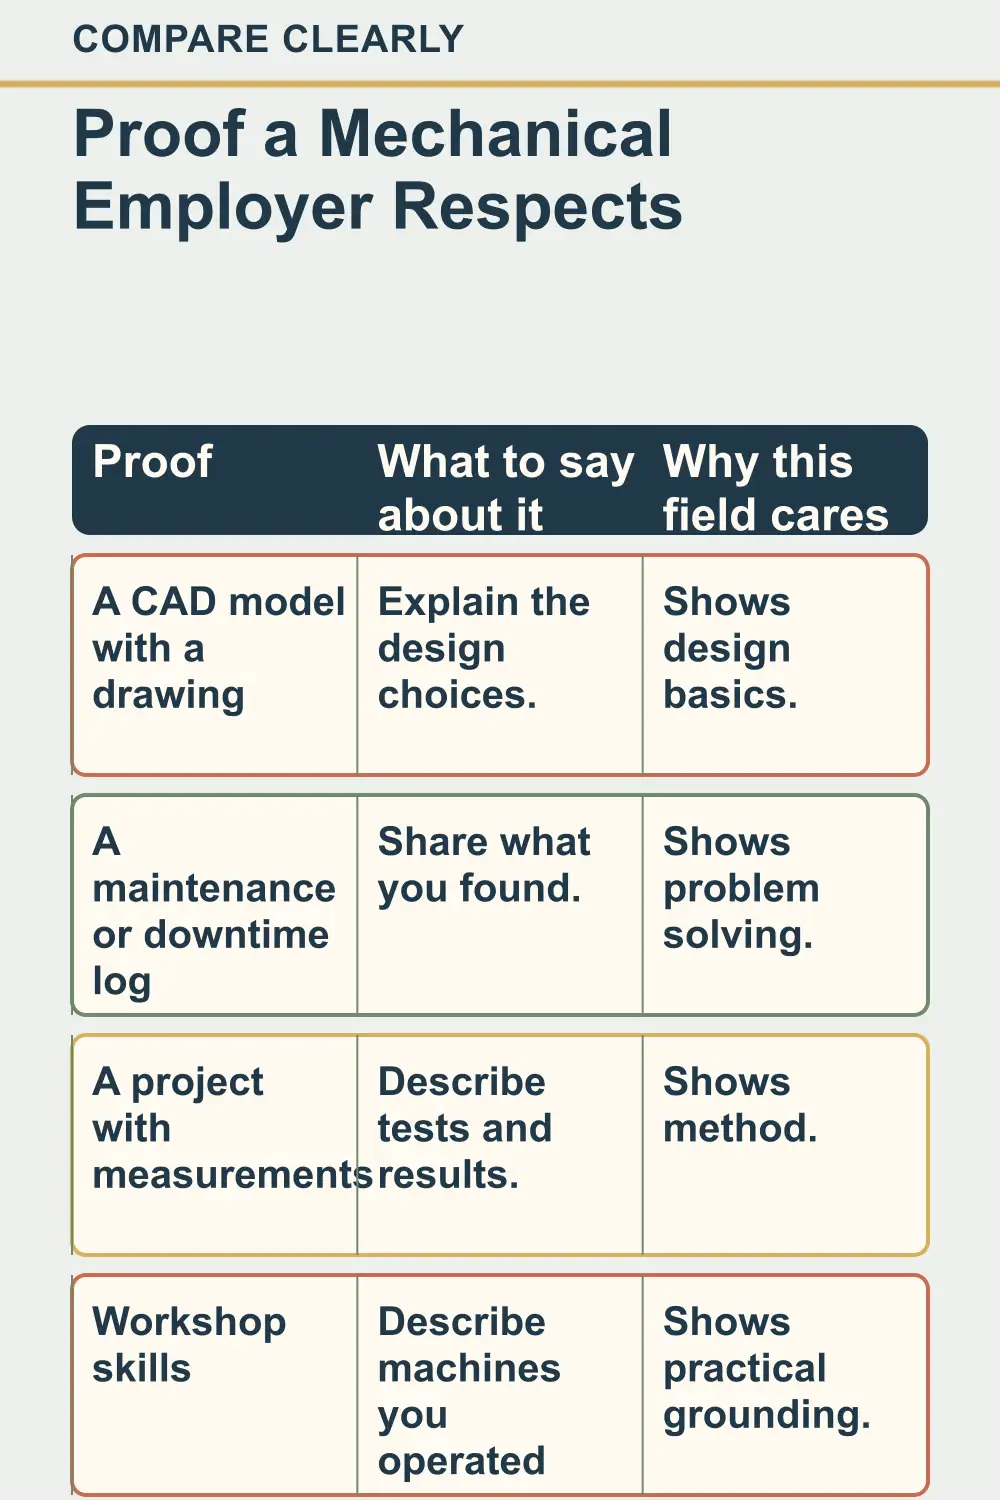 COMPARE CLEARLY
Proof a Mechanical
Employer Respects
Proof
What to say
about it
Why this
field cares
A CAD model
with a
drawing
Explain the
design
choices.
Shows
design
basics.
A
maintenance
or downtime
log
Share what
you found.
Shows
problem
solving.
A project
with
measurements
Describe
tests and
results.
Shows
method.
Workshop
skills
Describe
machines
you
operated
Shows
practical
grounding.